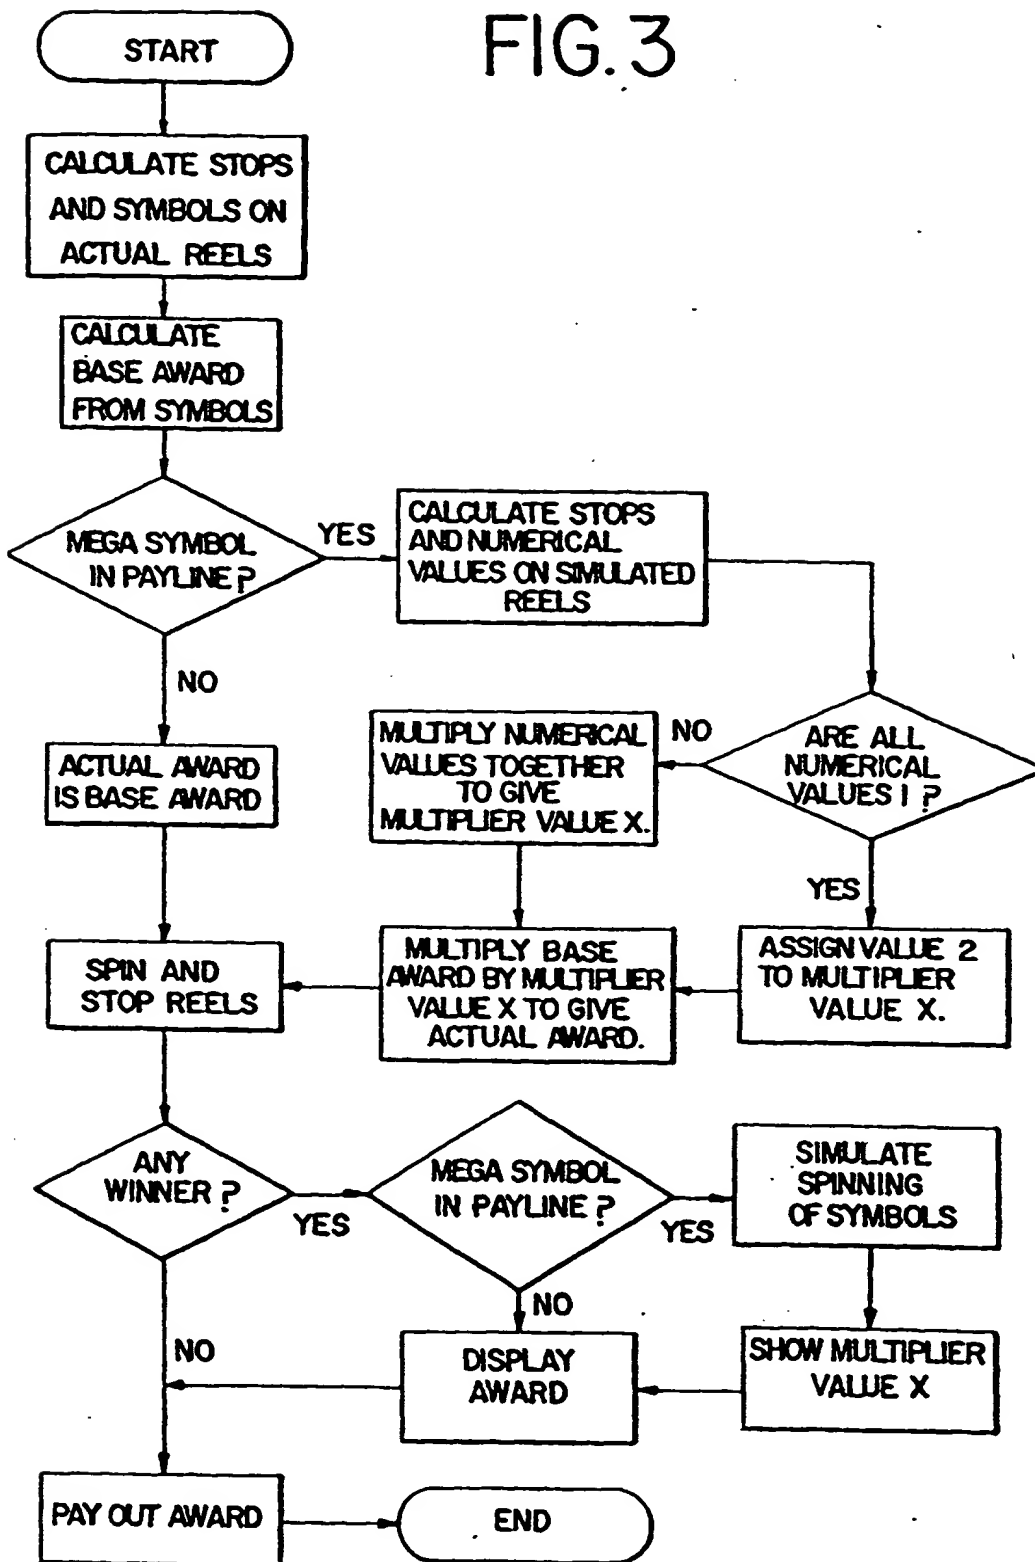 FIG. 3
START
CALCULATE STOPS
AND SYMBOLS ON
ACTUAL REELS
CALCULATE
BASE AWARD
FROM SYMBOLS
MEGA SYMBOL
IN PAYLINE?
YES
CALCULATE STOPS
AND NUMERICAL
VALUES ON SIMULATED
REELS
NO
ACTUAL AWARD
IS BASE AWARD
MULTIPLY NUMERICAL
VALUES TOGETHER
TO GIVE
MULTIPLIER VALUE X.
NO
ARE ALL
NUMERICAL
VALUES 1?
YES
SPIN AND
STOP REELS
MULTIPLY BASE
AWARD BY MULTIPLIER
VALUE X TO GIVE
ACTUAL AWARD.
ASSIGN VALUE 2
TO MULTIPLIER
VALUE X.
ANY
WINNER?
YES
MEGA SYMBOL
IN PAYLINE?
YES
SIMULATE
SPINNING
OF SYMBOLS
NO
NO
DISPLAY
AWARD
SHOW MULTIPLIER
VALUE X
PAY OUT AWARD
END